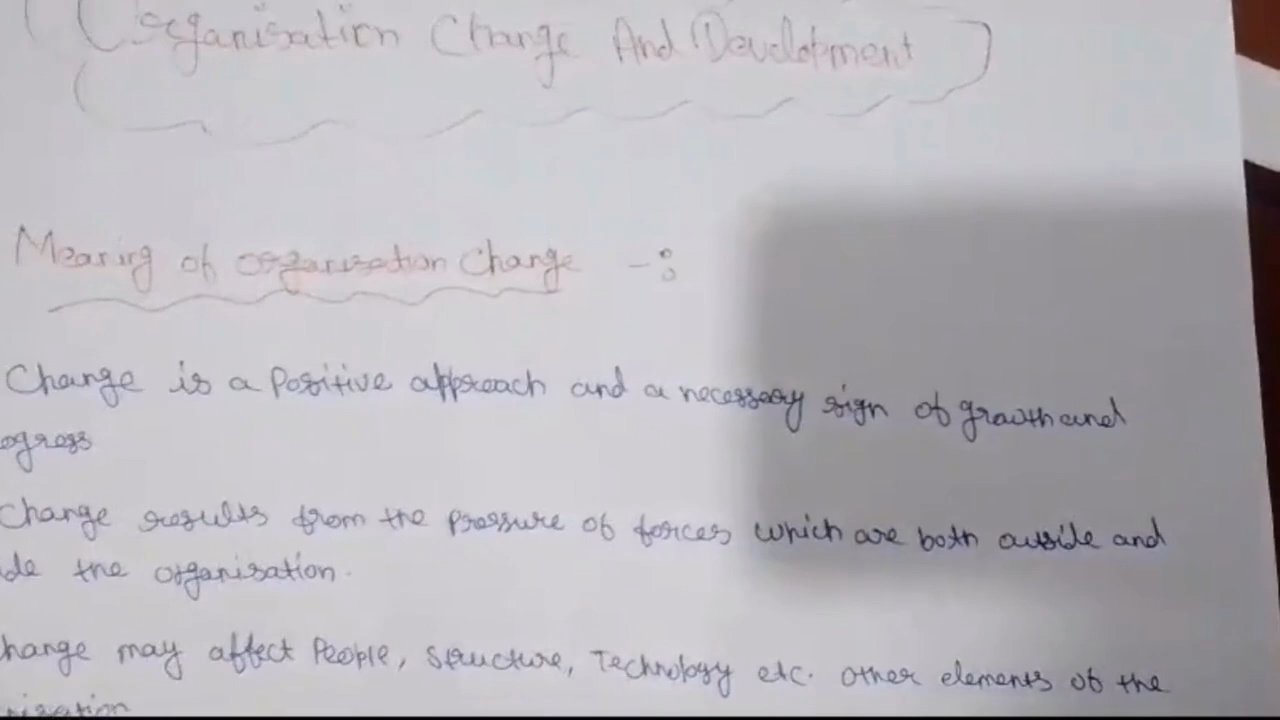 Organisation Change And Development
Meaning of organisation Change -:
Change is a Positive approach and a necessary sign of growth and
ogress
Change results from the pressure of forces which are both outside and
de the organisation.
hange may affect People, Structure, Technology etc. other elements of the
nisation